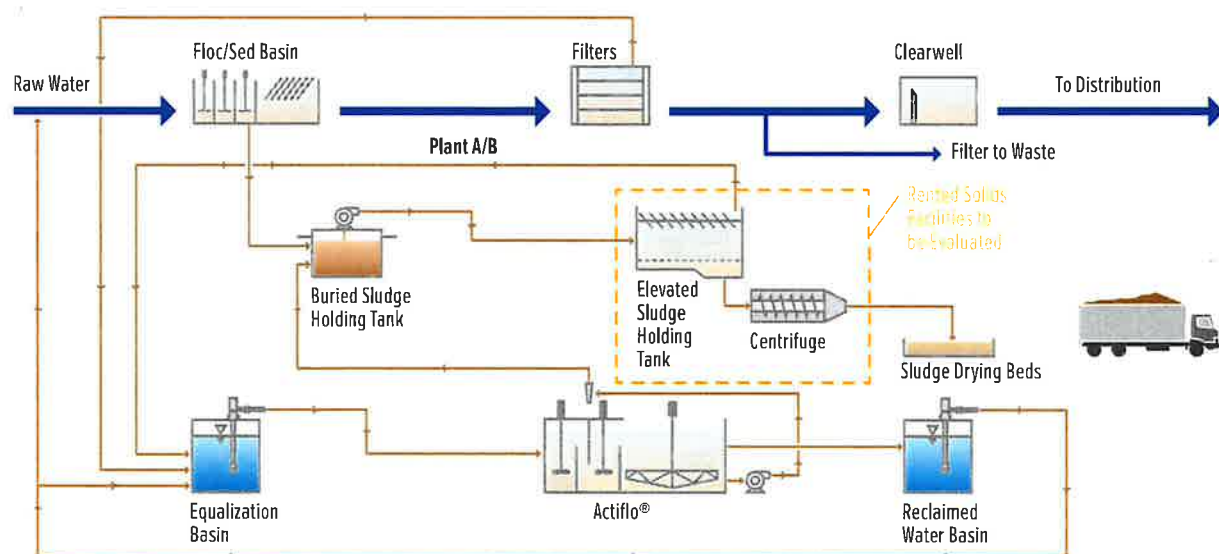 Floc/Sed Basin
Filters
Clearwell
Raw Water
To Distribution
Plant A/B
Filter to Waste
Rented Solids
Facilities to
be Evaluated
Buried Sludge
Holding Tank
Elevated
Sludge
Holding
Tank
Centrifuge
Sludge Drying Beds
Equalization
Basin
Actiflo®
Reclaimed
Water Basin